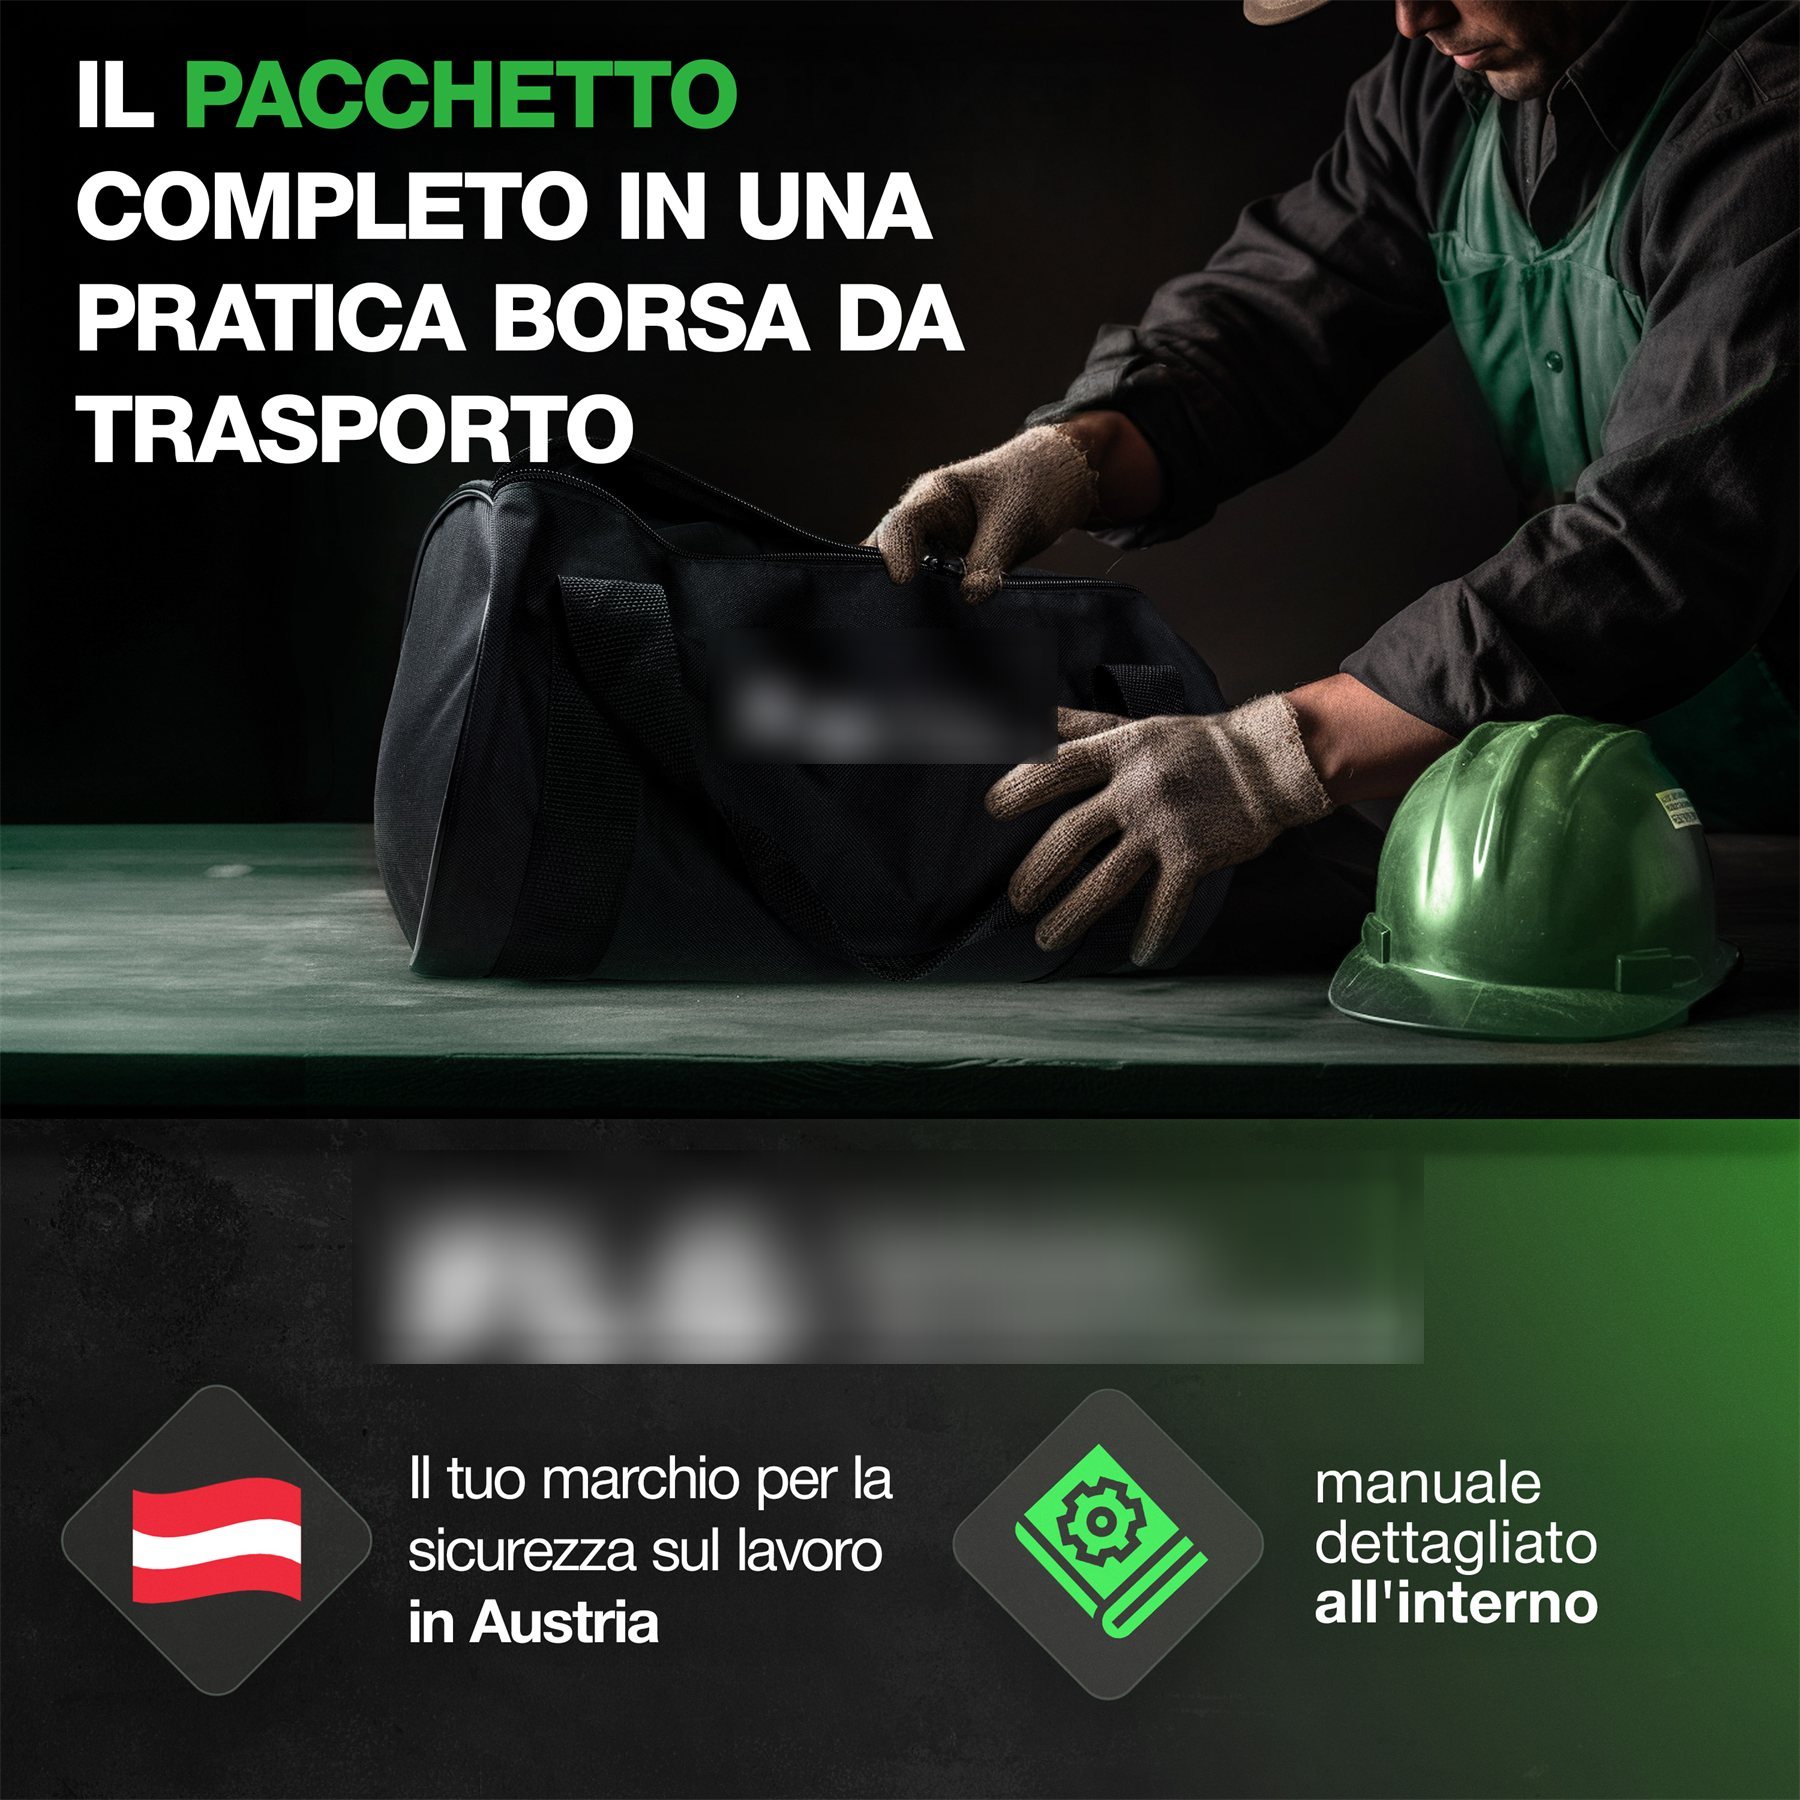 IL PACCHETTO
COMPLETO IN UNA
PRATICA BORSA DA
TRASPORTO
Il tuo marchio per la
sicurezza sul lavoro
in Austria
manuale
dettagliato
all'interno